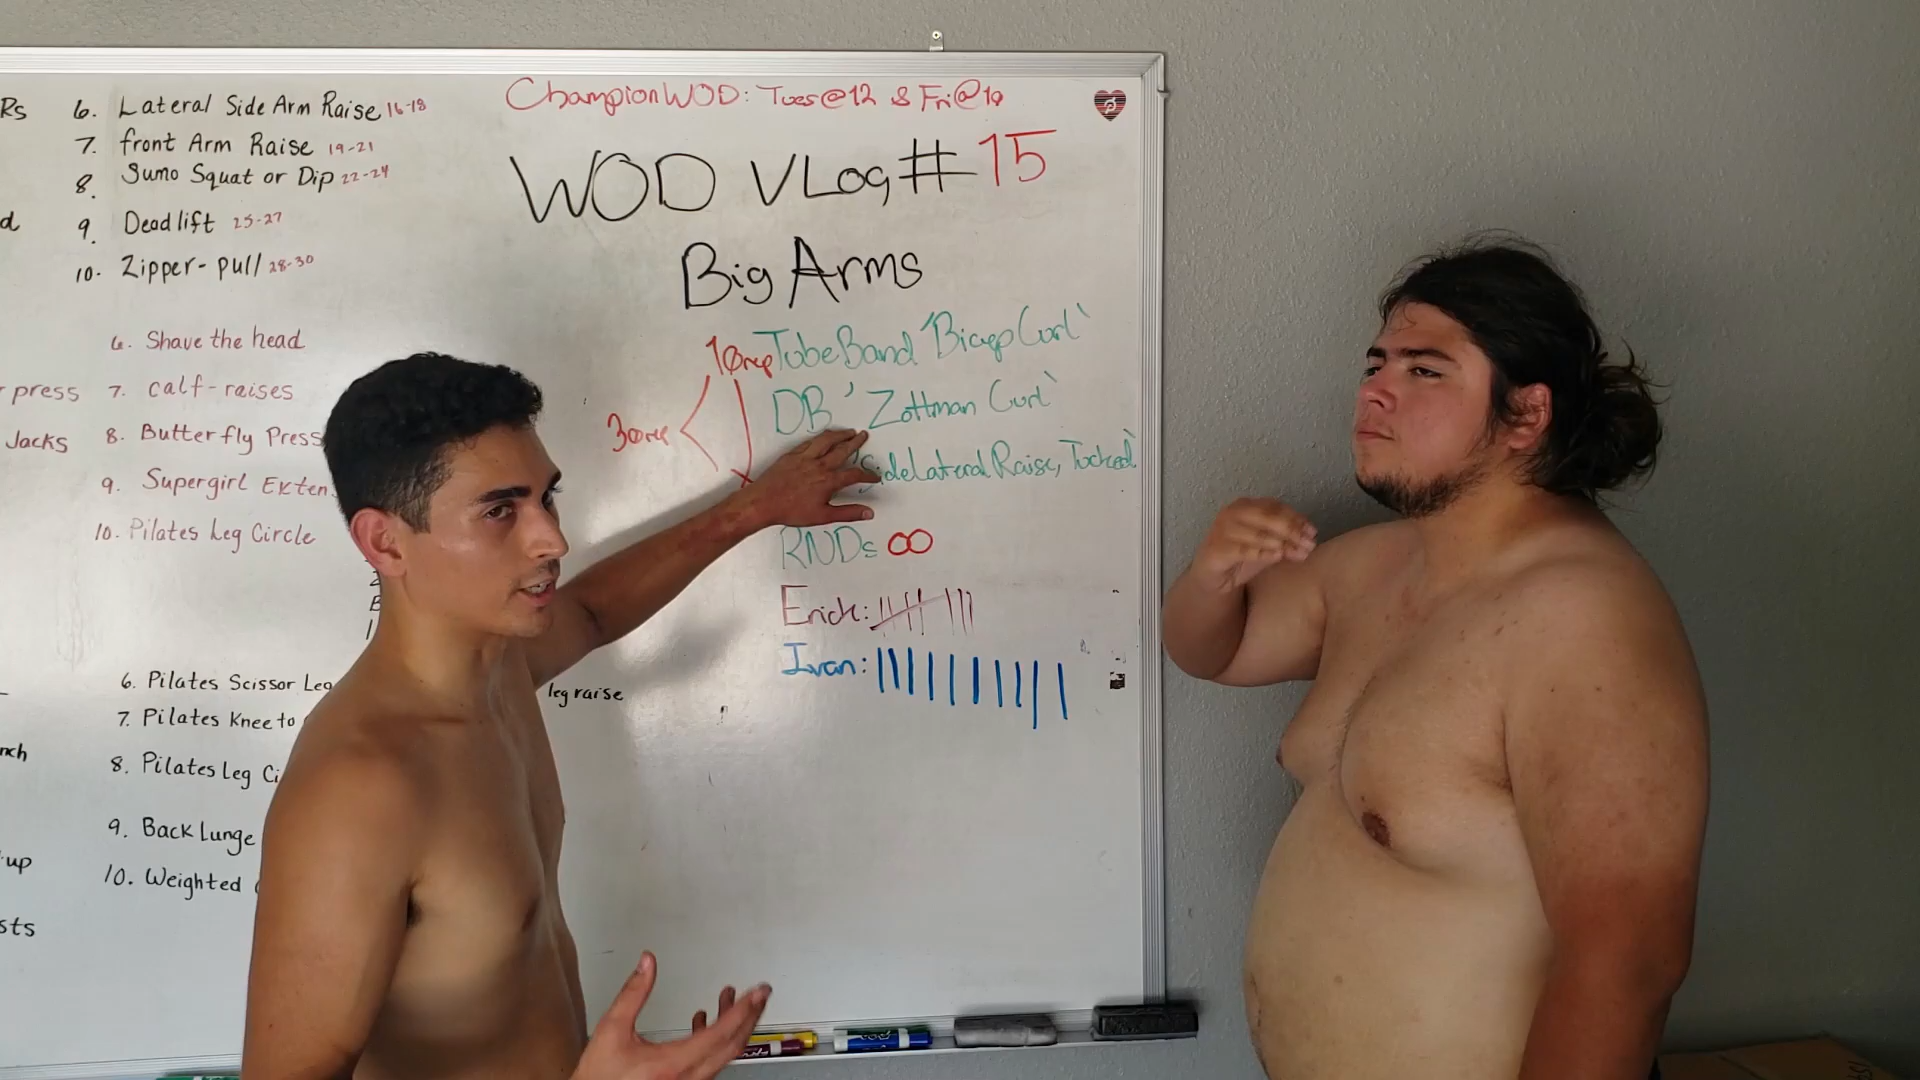 ChampionWOD: Tues@12 & Fri@10
WOD VLog# 15
Big Arms
10rep TubeBand 'Bicep Curl'
DB 'Zottman Curl'
'SideLateral Raise, Tucked'
RNDs ∞
Erick:
Ivan:
Rs
6. Lateral Side Arm Raise 16-18
7. front Arm Raise 19-21
8. Sumo Squat or Dip 22-24
d
9. Deadlift 25-27
10. Zipper-pull 28-30
6. Shave the head
press 7. calf-raises
Jacks 8. Butterfly Press
9. Supergirl Exten
10. Pilates Leg Circle
6. Pilates Scissor Leg
leg raise
7. Pilates Knee to
nch
8. Pilates Leg Ci
9. Back Lunge
up
10. Weighted
sts